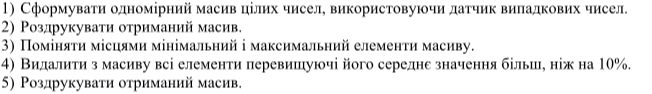 1) Сформувати одномірний масив цілих чисел, використовуючи датчик випадкових чисел.
2) Роздрукувати отриманий масив.
3) Поміняти місцями мінімальний і максимальний елементи масиву.
4) Видалити з масиву всі елементи перевищуючі його середнє значення більш, ніж на 10%.
5) Роздрукувати отриманий масив.